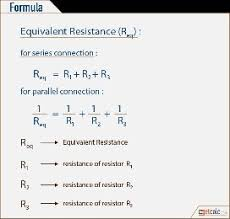 Formula
Equivalent Resistance (Req) :
for series connection :
Req = R1 + R2 + R3
for parallel connection :
1/Req = 1/R1 + 1/R2 + 1/R3
Req → Equivalent Resistance
R1 → resistance of resistor R1
R2 → resistance of resistor R2
R3 → resistance of resistor R3